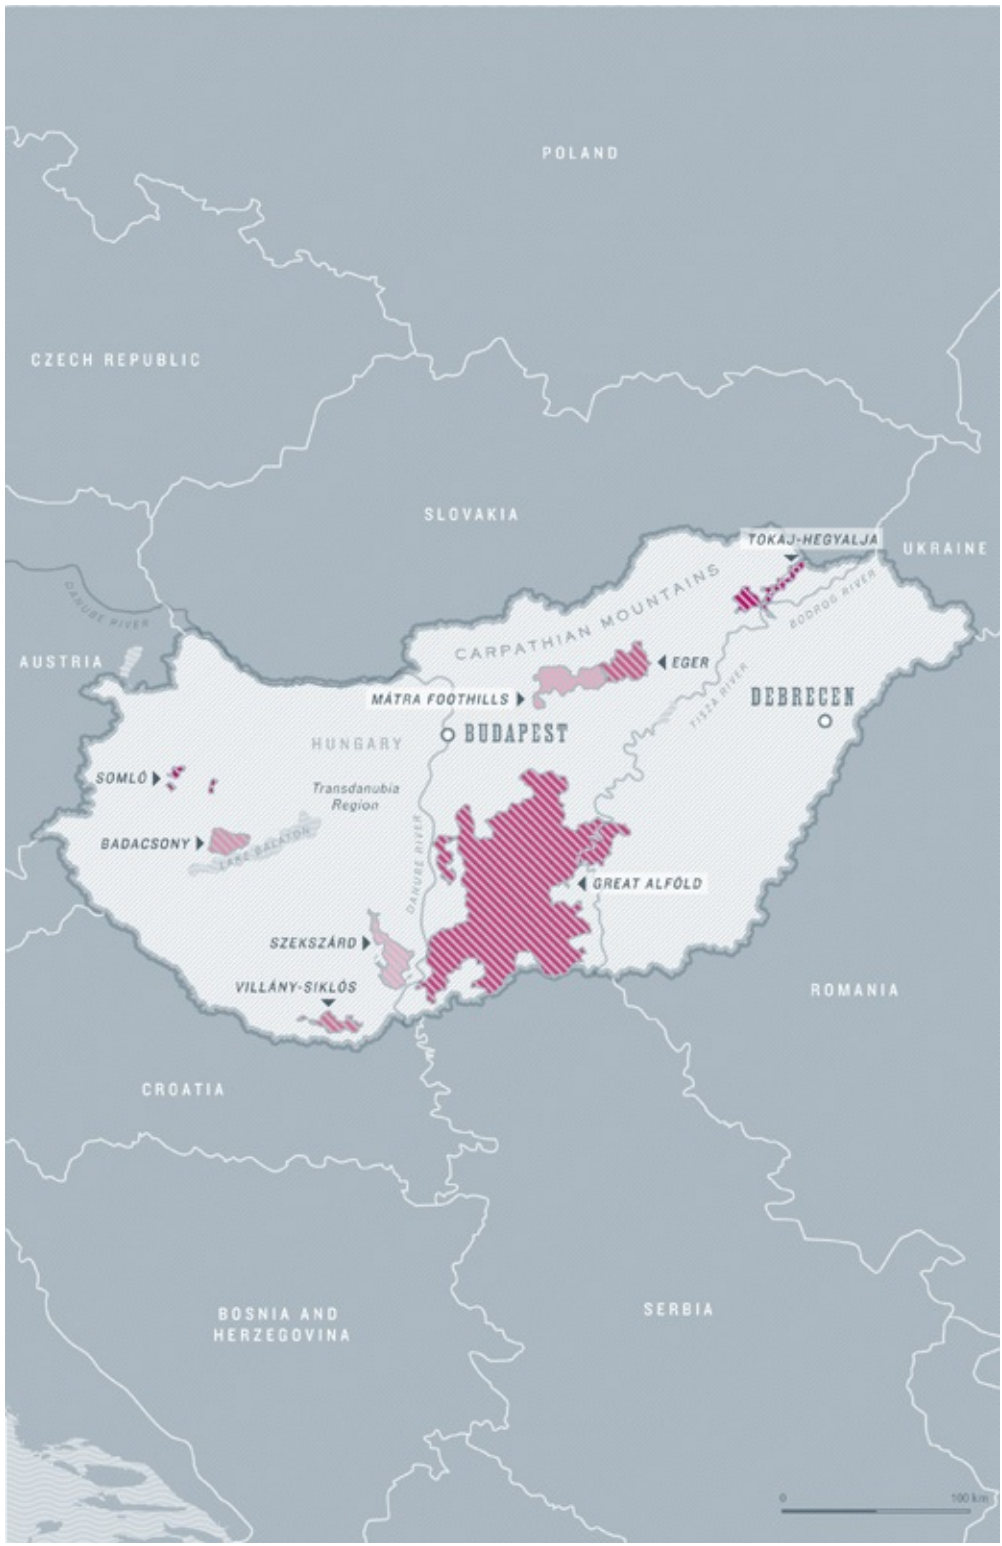 POLAND
CZECH REPUBLIC
SLOVAKIA
TOKAJ-HEGYALJA
UKRAINE
CARPATHIAN MOUNTAINS
DANUBE RIVER
BODROG RIVER
AUSTRIA
EGER
MÁTRA FOOTHILLS
TISZA RIVER
DEBRECEN
BUDAPEST
HUNGARY
SOMLÓ
Transdanubia
Region
BADACSONY
LAKE BALATON
DANUBE RIVER
GREAT ALFÖLD
SZEKSZÁRD
VILLÁNY-SIKLÓS
ROMANIA
CROATIA
BOSNIA AND
HERZEGOVINA
SERBIA
0 100 km